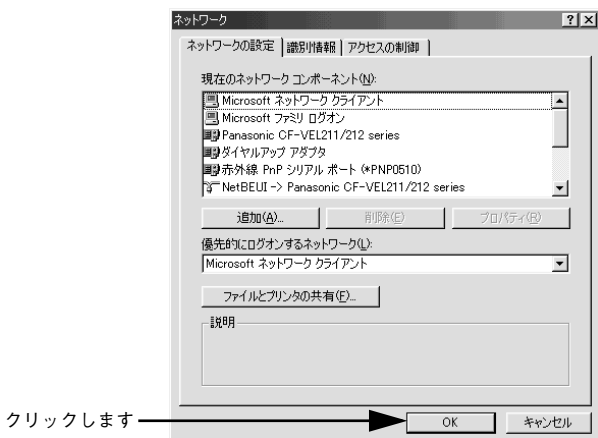 ネットワーク
ネットワークの設定 識別情報 アクセスの制御
現在のネットワーク コンポーネント(N):
Microsoft ネットワーク クライアント
Microsoft ファミリ ログオン
Panasonic CF-VEL211/212 series
ダイヤルアップ アダプタ
赤外線 PnP シリアル ポート (*PNP0510)
NetBEUI -> Panasonic CF-VEL211/212 series
追加(A)... 削除(E) プロパティ(R)
優先的にログオンするネットワーク(L):
Microsoft ネットワーク クライアント
ファイルとプリンタの共有(F)...
説明
クリックします OK キャンセル